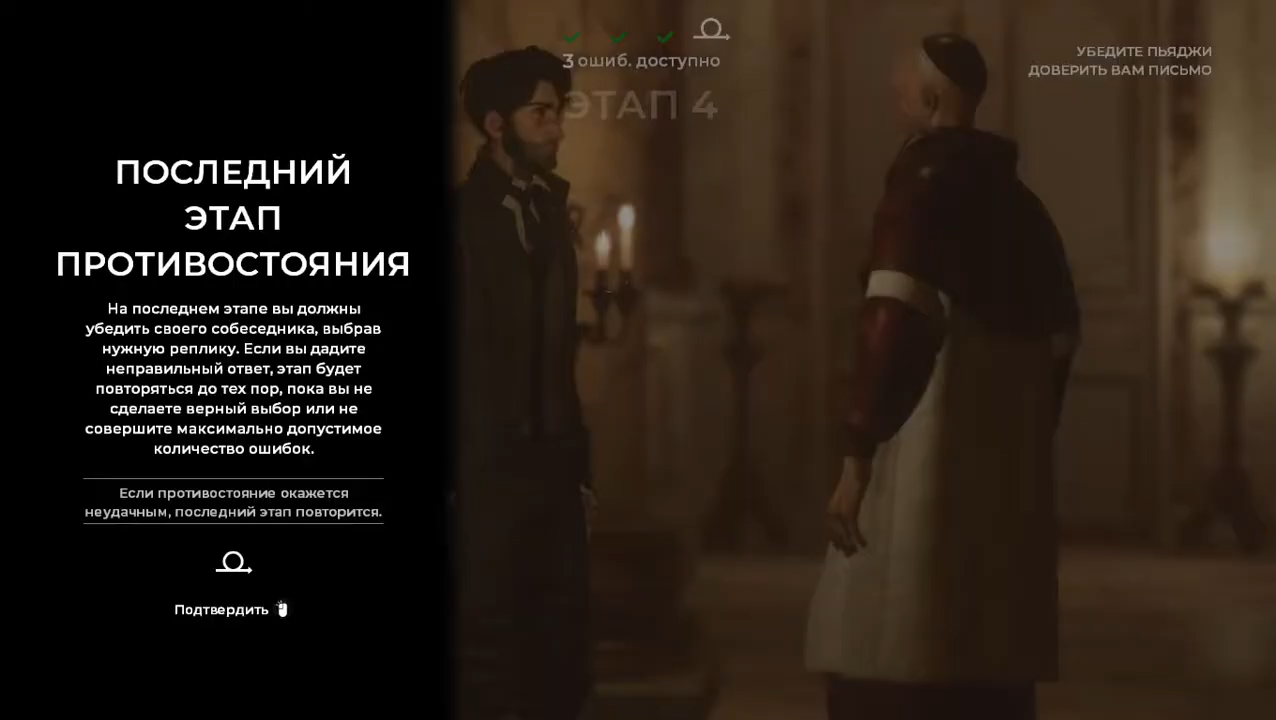 3 ошиб. доступно
ЭТАП 4
УБЕДИТЕ ПЬЯДЖИ
ДОВЕРИТЬ ВАМ ПИСЬМО
ПОСЛЕДНИЙ
ЭТАП
ПРОТИВОСТОЯНИЯ
На последнем этапе вы должны
убедить своего собеседника, выбрав
нужную реплику. Если вы дадите
неправильный ответ, этап будет
повторяться до тех пор, пока вы не
сделаете верный выбор или не
совершите максимально допустимое
количество ошибок.
Если противостояние окажется
неудачным, последний этап повторится.
Подтвердить